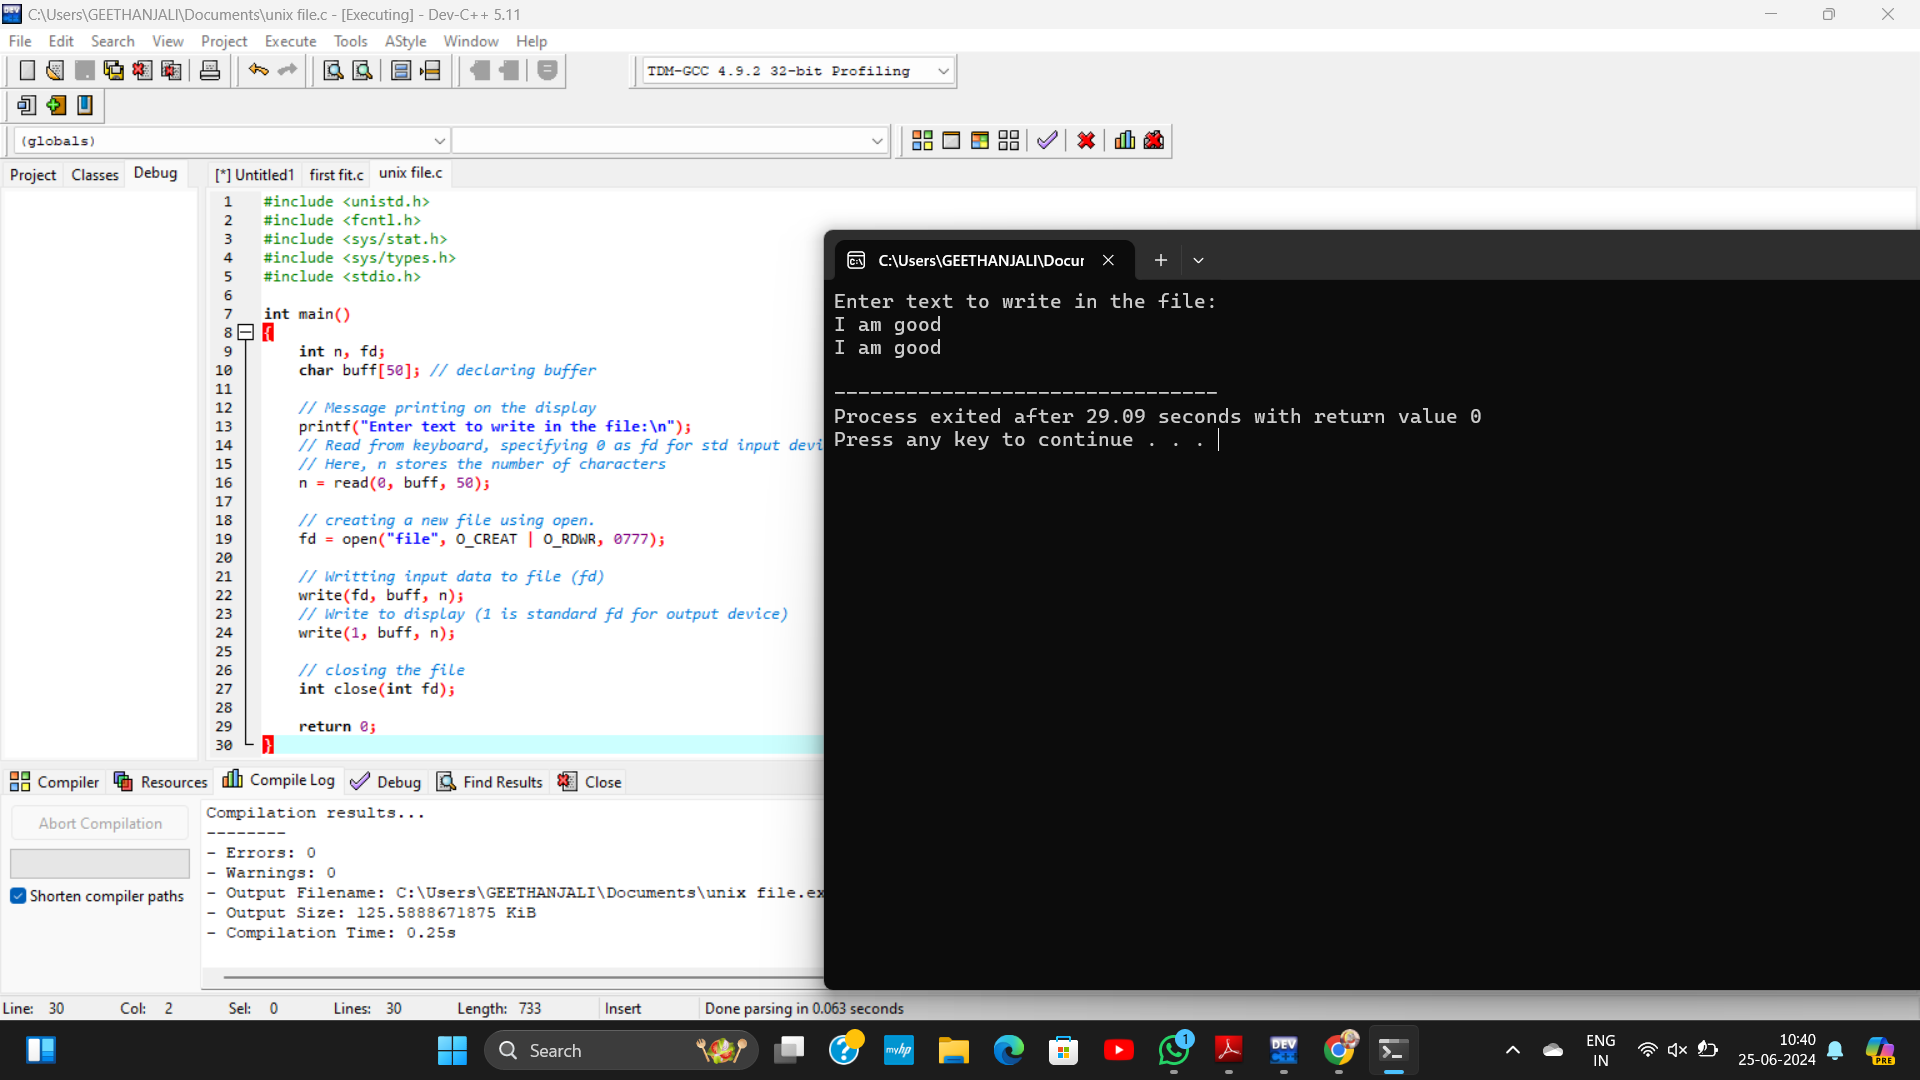 C:\Users\GEETHANJALI\Documents\unix file.c - [Executing] - Dev-C++ 5.11
File Edit Search View Project Execute Tools AStyle Window Help
TDM-GCC 4.9.2 32-bit Profiling
(globals)
Project Classes Debug
[*] Untitled1 first fit.c unix file.c
1 #include <unistd.h>
2 #include <fcntl.h>
3 #include <sys/stat.h>
4 #include <sys/types.h>
5 #include <stdio.h>
6
7 int main()
8 {
9 int n, fd;
10 char buff[50]; // declaring buffer
11
12 // Message printing on the display
13 printf("Enter text to write in the file:\n");
14 // Read from keyboard, specifying 0 as fd for std input devi
15 // Here, n stores the number of characters
16 n = read(0, buff, 50);
17
18 // creating a new file using open.
19 fd = open("file", O_CREAT | O_RDWR, 0777);
20
21 // Writting input data to file (fd)
22 write(fd, buff, n);
23 // Write to display (1 is standard fd for output device)
24 write(1, buff, n);
25
26 // closing the file
27 int close(int fd);
28
29 return 0;
30 }
C:\Users\GEETHANJALI\Docur
Enter text to write in the file:
I am good
I am good
--------------------------------
Process exited after 29.09 seconds with return value 0
Press any key to continue . . .
Compiler Resources Compile Log Debug Find Results Close
Abort Compilation
Shorten compiler paths
Compilation results...
--------
- Errors: 0
- Warnings: 0
- Output Filename: C:\Users\GEETHANJALI\Documents\unix file.ex
- Output Size: 125.5888671875 KiB
- Compilation Time: 0.25s
Line: 30 Col: 2 Sel: 0 Lines: 30 Length: 733 Insert Done parsing in 0.063 seconds
Search
myhp
1
DEV
ENG
IN
10:40
25-06-2024
PRE